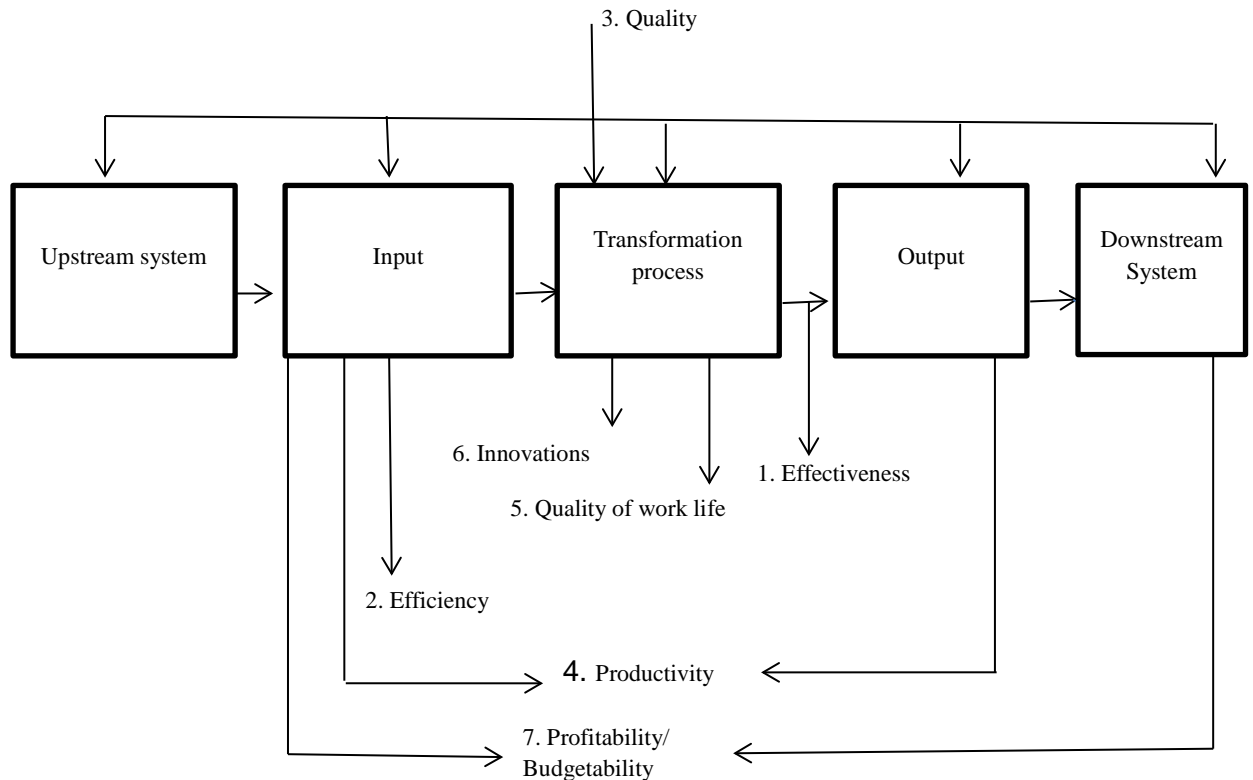 3. Quality
Upstream system
Input
Transformation
process
Output
Downstream
System
6. Innovations
1. Effectiveness
5. Quality of work life
2. Efficiency
4. Productivity
7. Profitability/
Budgetability